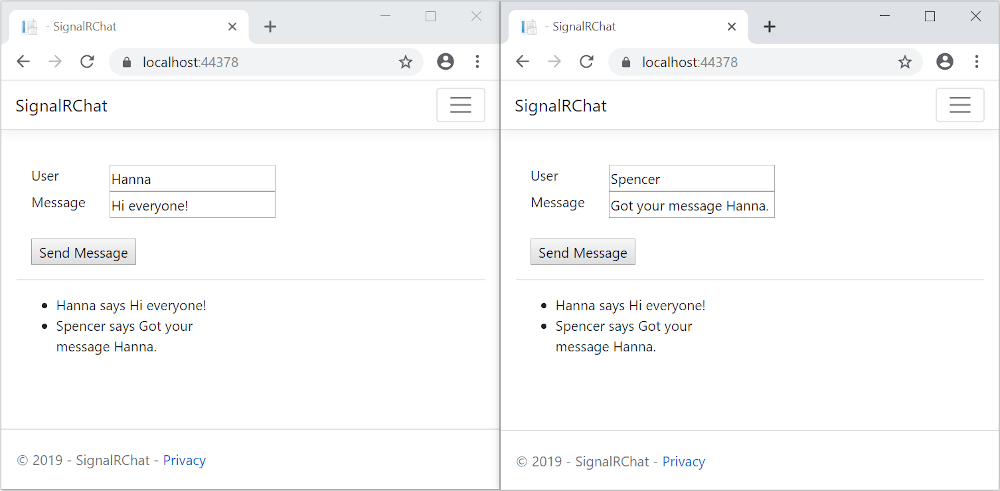 - SignalRChat
localhost:44378
SignalRChat
User
Hanna
Message
Hi everyone!
Send Message
Hanna says Hi everyone!
Spencer says Got your
message Hanna.
© 2019 - SignalRChat - Privacy
- SignalRChat
localhost:44378
SignalRChat
User
Spencer
Message
Got your message Hanna.
Send Message
Hanna says Hi everyone!
Spencer says Got your
message Hanna.
© 2019 - SignalRChat - Privacy